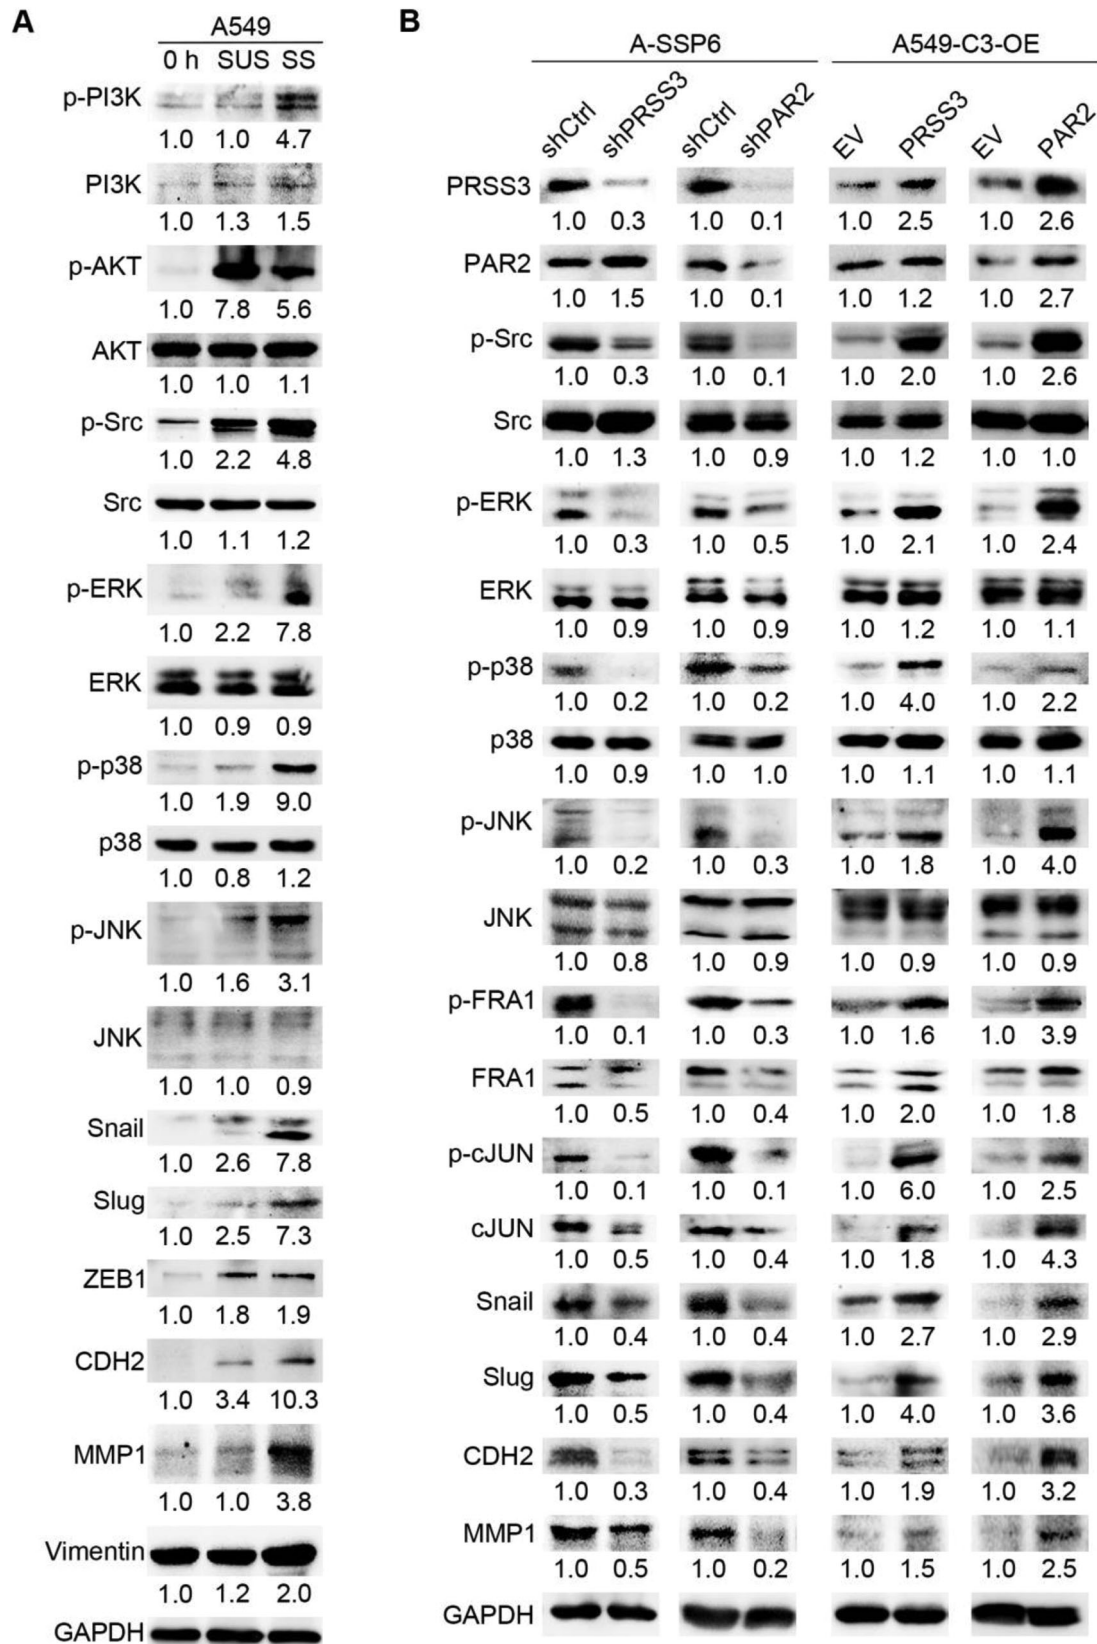 A
A549
0 h SUS SS
p-PI3K
1.0 1.0 4.7
PI3K
1.0 1.3 1.5
p-AKT
1.0 7.8 5.6
AKT
1.0 1.0 1.1
p-Src
1.0 2.2 4.8
Src
1.0 1.1 1.2
p-ERK
1.0 2.2 7.8
ERK
1.0 0.9 0.9
p-p38
1.0 1.9 9.0
p38
1.0 0.8 1.2
p-JNK
1.0 1.6 3.1
JNK
1.0 1.0 0.9
Snail
1.0 2.6 7.8
Slug
1.0 2.5 7.3
ZEB1
1.0 1.8 1.9
CDH2
1.0 3.4 10.3
MMP1
1.0 1.0 3.8
Vimentin
1.0 1.2 2.0
GAPDH
B
A-SSP6 A549-C3-OE
shCtrl shPRSS3 shCtrl shPAR2 EV PRSS3 EV PAR2
PRSS3
1.0 0.3 1.0 0.1 1.0 2.5 1.0 2.6
PAR2
1.0 1.5 1.0 0.1 1.0 1.2 1.0 2.7
p-Src
1.0 0.3 1.0 0.1 1.0 2.0 1.0 2.6
Src
1.0 1.3 1.0 0.9 1.0 1.2 1.0 1.0
p-ERK
1.0 0.3 1.0 0.5 1.0 2.1 1.0 2.4
ERK
1.0 0.9 1.0 0.9 1.0 1.2 1.0 1.1
p-p38
1.0 0.2 1.0 0.2 1.0 4.0 1.0 2.2
p38
1.0 0.9 1.0 1.0 1.0 1.1 1.0 1.1
p-JNK
1.0 0.2 1.0 0.3 1.0 1.8 1.0 4.0
JNK
1.0 0.8 1.0 0.9 1.0 0.9 1.0 0.9
p-FRA1
1.0 0.1 1.0 0.3 1.0 1.6 1.0 3.9
FRA1
1.0 0.5 1.0 0.4 1.0 2.0 1.0 1.8
p-cJUN
1.0 0.1 1.0 0.1 1.0 6.0 1.0 2.5
cJUN
1.0 0.5 1.0 0.4 1.0 1.8 1.0 4.3
Snail
1.0 0.4 1.0 0.4 1.0 2.7 1.0 2.9
Slug
1.0 0.5 1.0 0.4 1.0 4.0 1.0 3.6
CDH2
1.0 0.3 1.0 0.4 1.0 1.9 1.0 3.2
MMP1
1.0 0.5 1.0 0.2 1.0 1.5 1.0 2.5
GAPDH